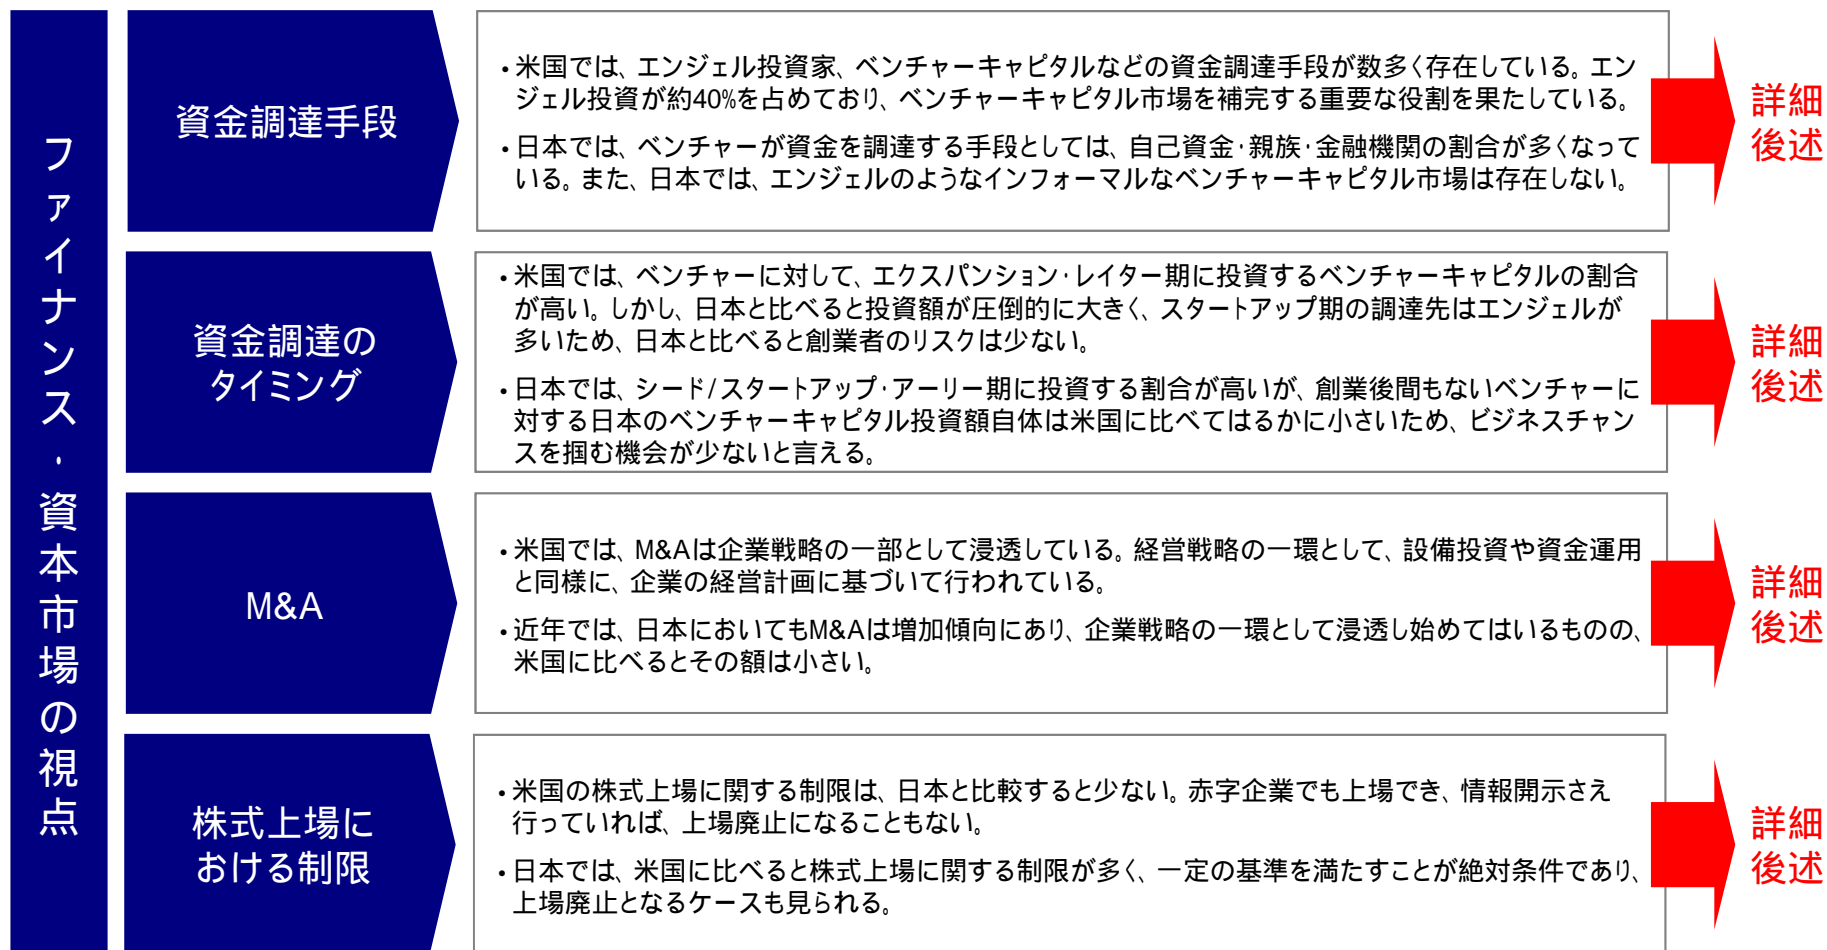 ファイナンス・資本市場の視点
資金調達手段
・米国では、エンジェル投資家、ベンチャーキャピタルなどの資金調達手段が数多く存在している。エン
ジェル投資が約40%を占めており、ベンチャーキャピタル市場を補完する重要な役割を果たしている。
・日本では、ベンチャーが資金を調達する手段としては、自己資金・親族・金融機関の割合が多くなって
いる。また、日本では、エンジェルのようなインフォーマルなベンチャーキャピタル市場は存在しない。
詳細
後述
資金調達の
タイミング
・米国では、ベンチャーに対して、エクスパンション・レイター期に投資するベンチャーキャピタルの割合
が高い。しかし、日本と比べると投資額が圧倒的に大きく、スタートアップ期の調達先はエンジェルが
多いため、日本と比べると創業者のリスクは少ない。
・日本では、シード/スタートアップ・アーリー期に投資する割合が高いが、創業後間もないベンチャーに
対する日本のベンチャーキャピタル投資額自体は米国に比べてはるかに小さいため、ビジネスチャン
スを掴む機会が少ないと言える。
詳細
後述
M&A
・米国では、M&Aは企業戦略の一部として浸透している。経営戦略の一環として、設備投資や資金運用
と同様に、企業の経営計画に基づいて行われている。
・近年では、日本においてもM&Aは増加傾向にあり、企業戦略の一環として浸透し始めてはいるものの、
米国に比べるとその額は小さい。
詳細
後述
株式上場に
おける制限
・米国の株式上場に関する制限は、日本と比較すると少ない。赤字企業でも上場でき、情報開示さえ
行っていれば、上場廃止になることもない。
・日本では、米国に比べると株式上場に関する制限が多く、一定の基準を満たすことが絶対条件であり、
上場廃止となるケースも見られる。
詳細
後述